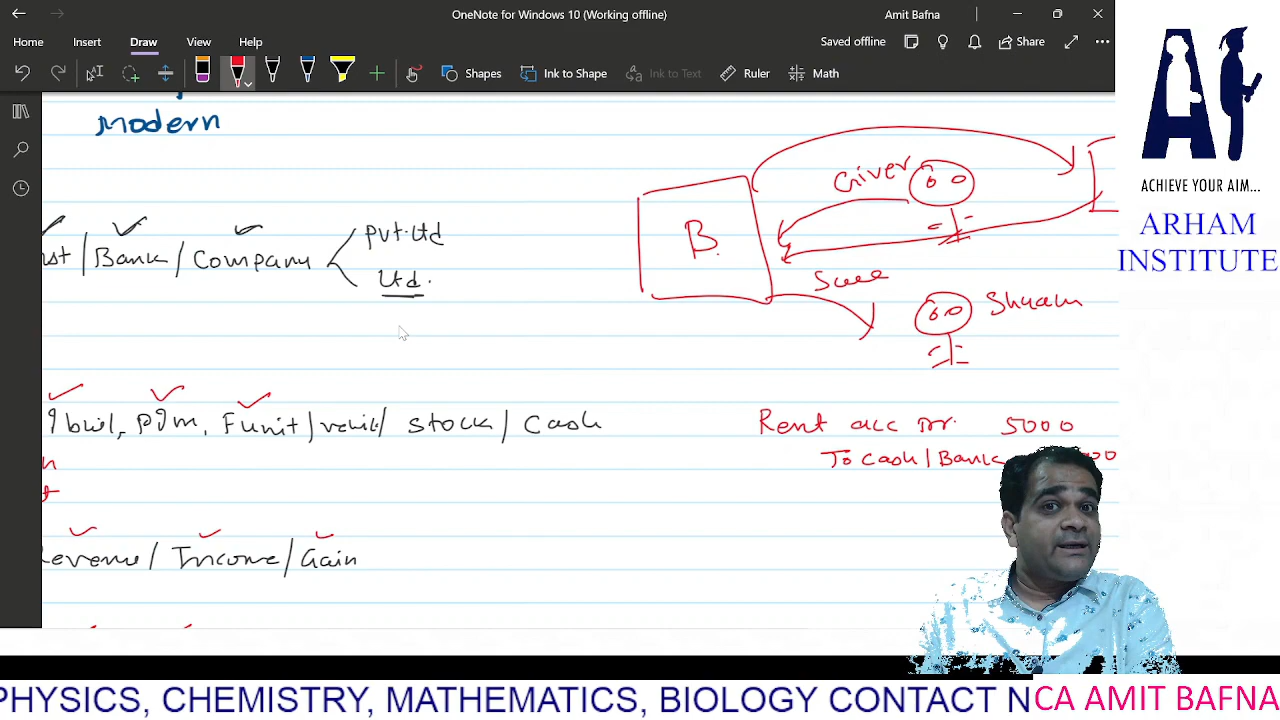 OneNote for Windows 10 (Working offline)
Amit Bafna
Home Insert Draw View Help
Saved offline
Share
Shapes Ink to Shape Ink to Text Ruler Math
Modern
Giver
B
Pvt. Ltd
/ Bank / Company
Ltd.
Shyam
Furnit / / Stock / Cash
Rent acc Dr. 5000
To Cash / Bank
/ Income / Gain
ACHIEVE YOUR AIM...
ARHAM
INSTITUTE
PHYSICS, CHEMISTRY, MATHEMATICS, BIOLOGY CONTACT N
CA AMIT BAFNA